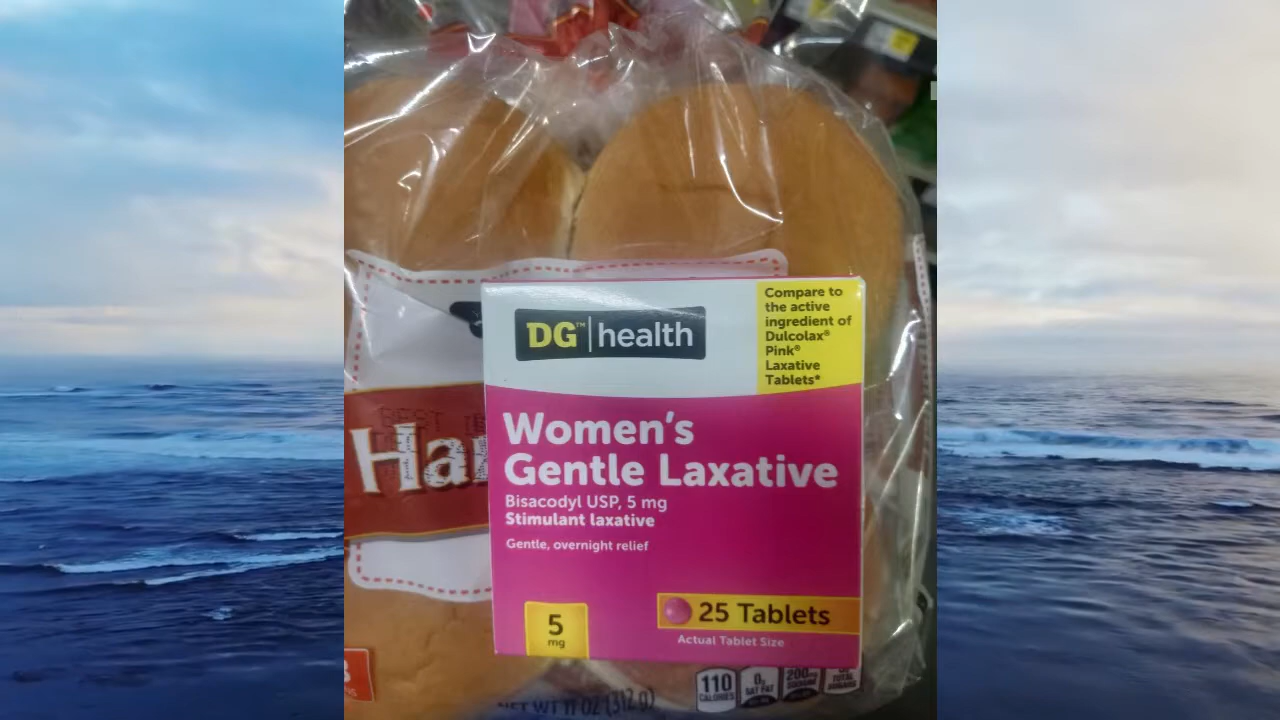 DG™ health
Compare to
the active
ingredient of
Dulcolax®
Pink®
Laxative
Tablets*
BEST
Women's
Gentle Laxative
Bisacodyl USP, 5 mg
Stimulant laxative
Gentle, overnight relief
5
mg
25 Tablets
Actual Tablet Size
110
CALORIES
0g
SAT FAT
200mg
SODIUM
TOTAL
SUGARS
NET WT 11 OZ (312 g)